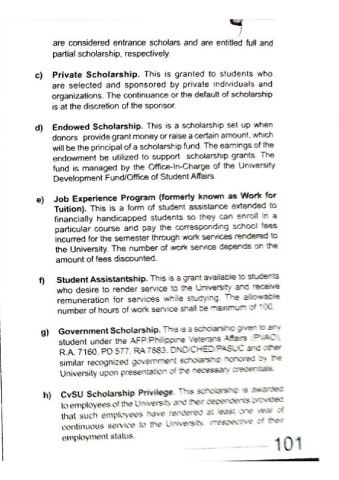 are considered entrance scholars and are entitled full and
partial scholarship, respectively.
c) Private Scholarship. This is granted to students who
are selected and sponsored by private individuals and
organizations. The continuance or the default of scholarship
is at the discretion of the sponsor.
d) Endowed Scholarship. This is a scholarship set up when
donors provide grant money or raise a certain amount, which
will be the principal of a scholarship fund. The earnings of the
endowment be utilized to support scholarship grants. The
fund is managed by the Office-In-Charge of the University
Development Fund/Office of Student Affairs.
e) Job Experience Program (formerly known as Work for
Tuition). This is a form of student assistance extended to
financially handicapped students so they can enroll in a
particular course and pay the corresponding school fees
incurred for the semester through work services rendered to
the University. The number of work service depends on the
amount of fees discounted.
f) Student Assistantship. This is a grant available to students
who desire to render service to the University and receive
remuneration for services while studying. The allowable
number of hours of work service shall be maximum of 100.
g) Government Scholarship. This is a scholarship given to any
student under the AFP/Philippine Veterans Affairs (PVAO),
R.A. 7160, PD 577, RA 7883, DND/CHED/PASUC and other
similar recognized government scholarship honored by the
University upon presentation of the necessary credentials.
h) CvSU Scholarship Privilege. This scholarship is awarded
to employees of the University and their dependents provided
that such employees have rendered at least one year of
continuous service to the University, irrespective of their
employment status.
101